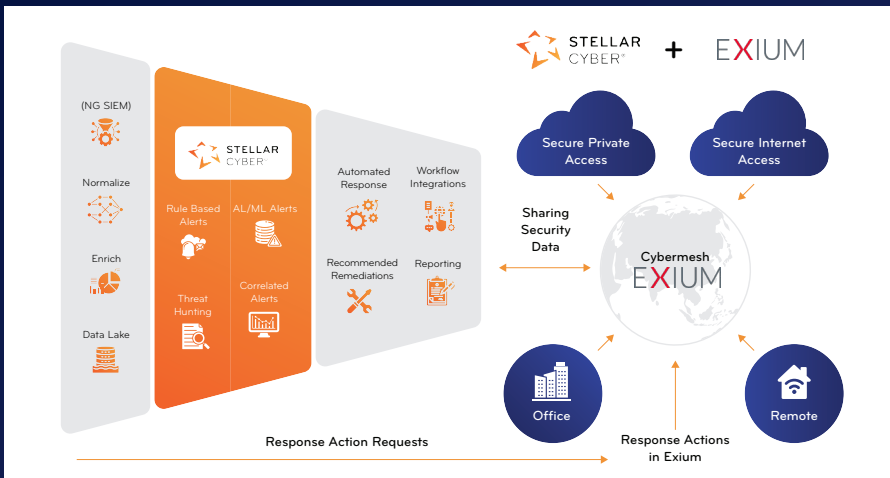 STELLAR
CYBER®
+
EXIUM
(NG SIEM)
Normalize
Enrich
Data Lake
STELLAR
CYBER®
Rule Based
Alerts
AL/ML Alerts
Threat
Hunting
Correlated
Alerts
Automated
Response
Workflow
Integrations
Recommended
Remediations
Reporting
Sharing
Security
Data
Secure Private
Access
Secure Internet
Access
Cybermesh
EXIUM
Office
Remote
Response Action Requests
Response Actions
in Exium